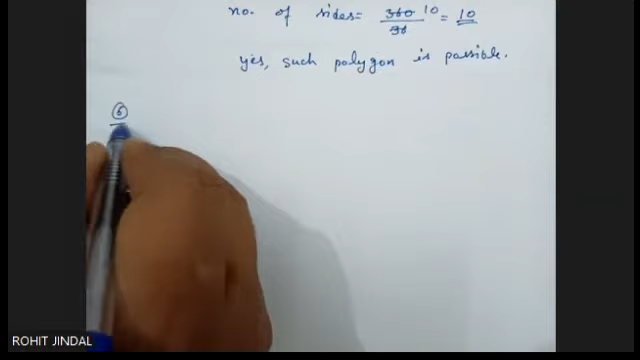 no. of sides = 360 10 / 36 = 10
yes, such polygon is possible.
6
ROHIT JINDAL